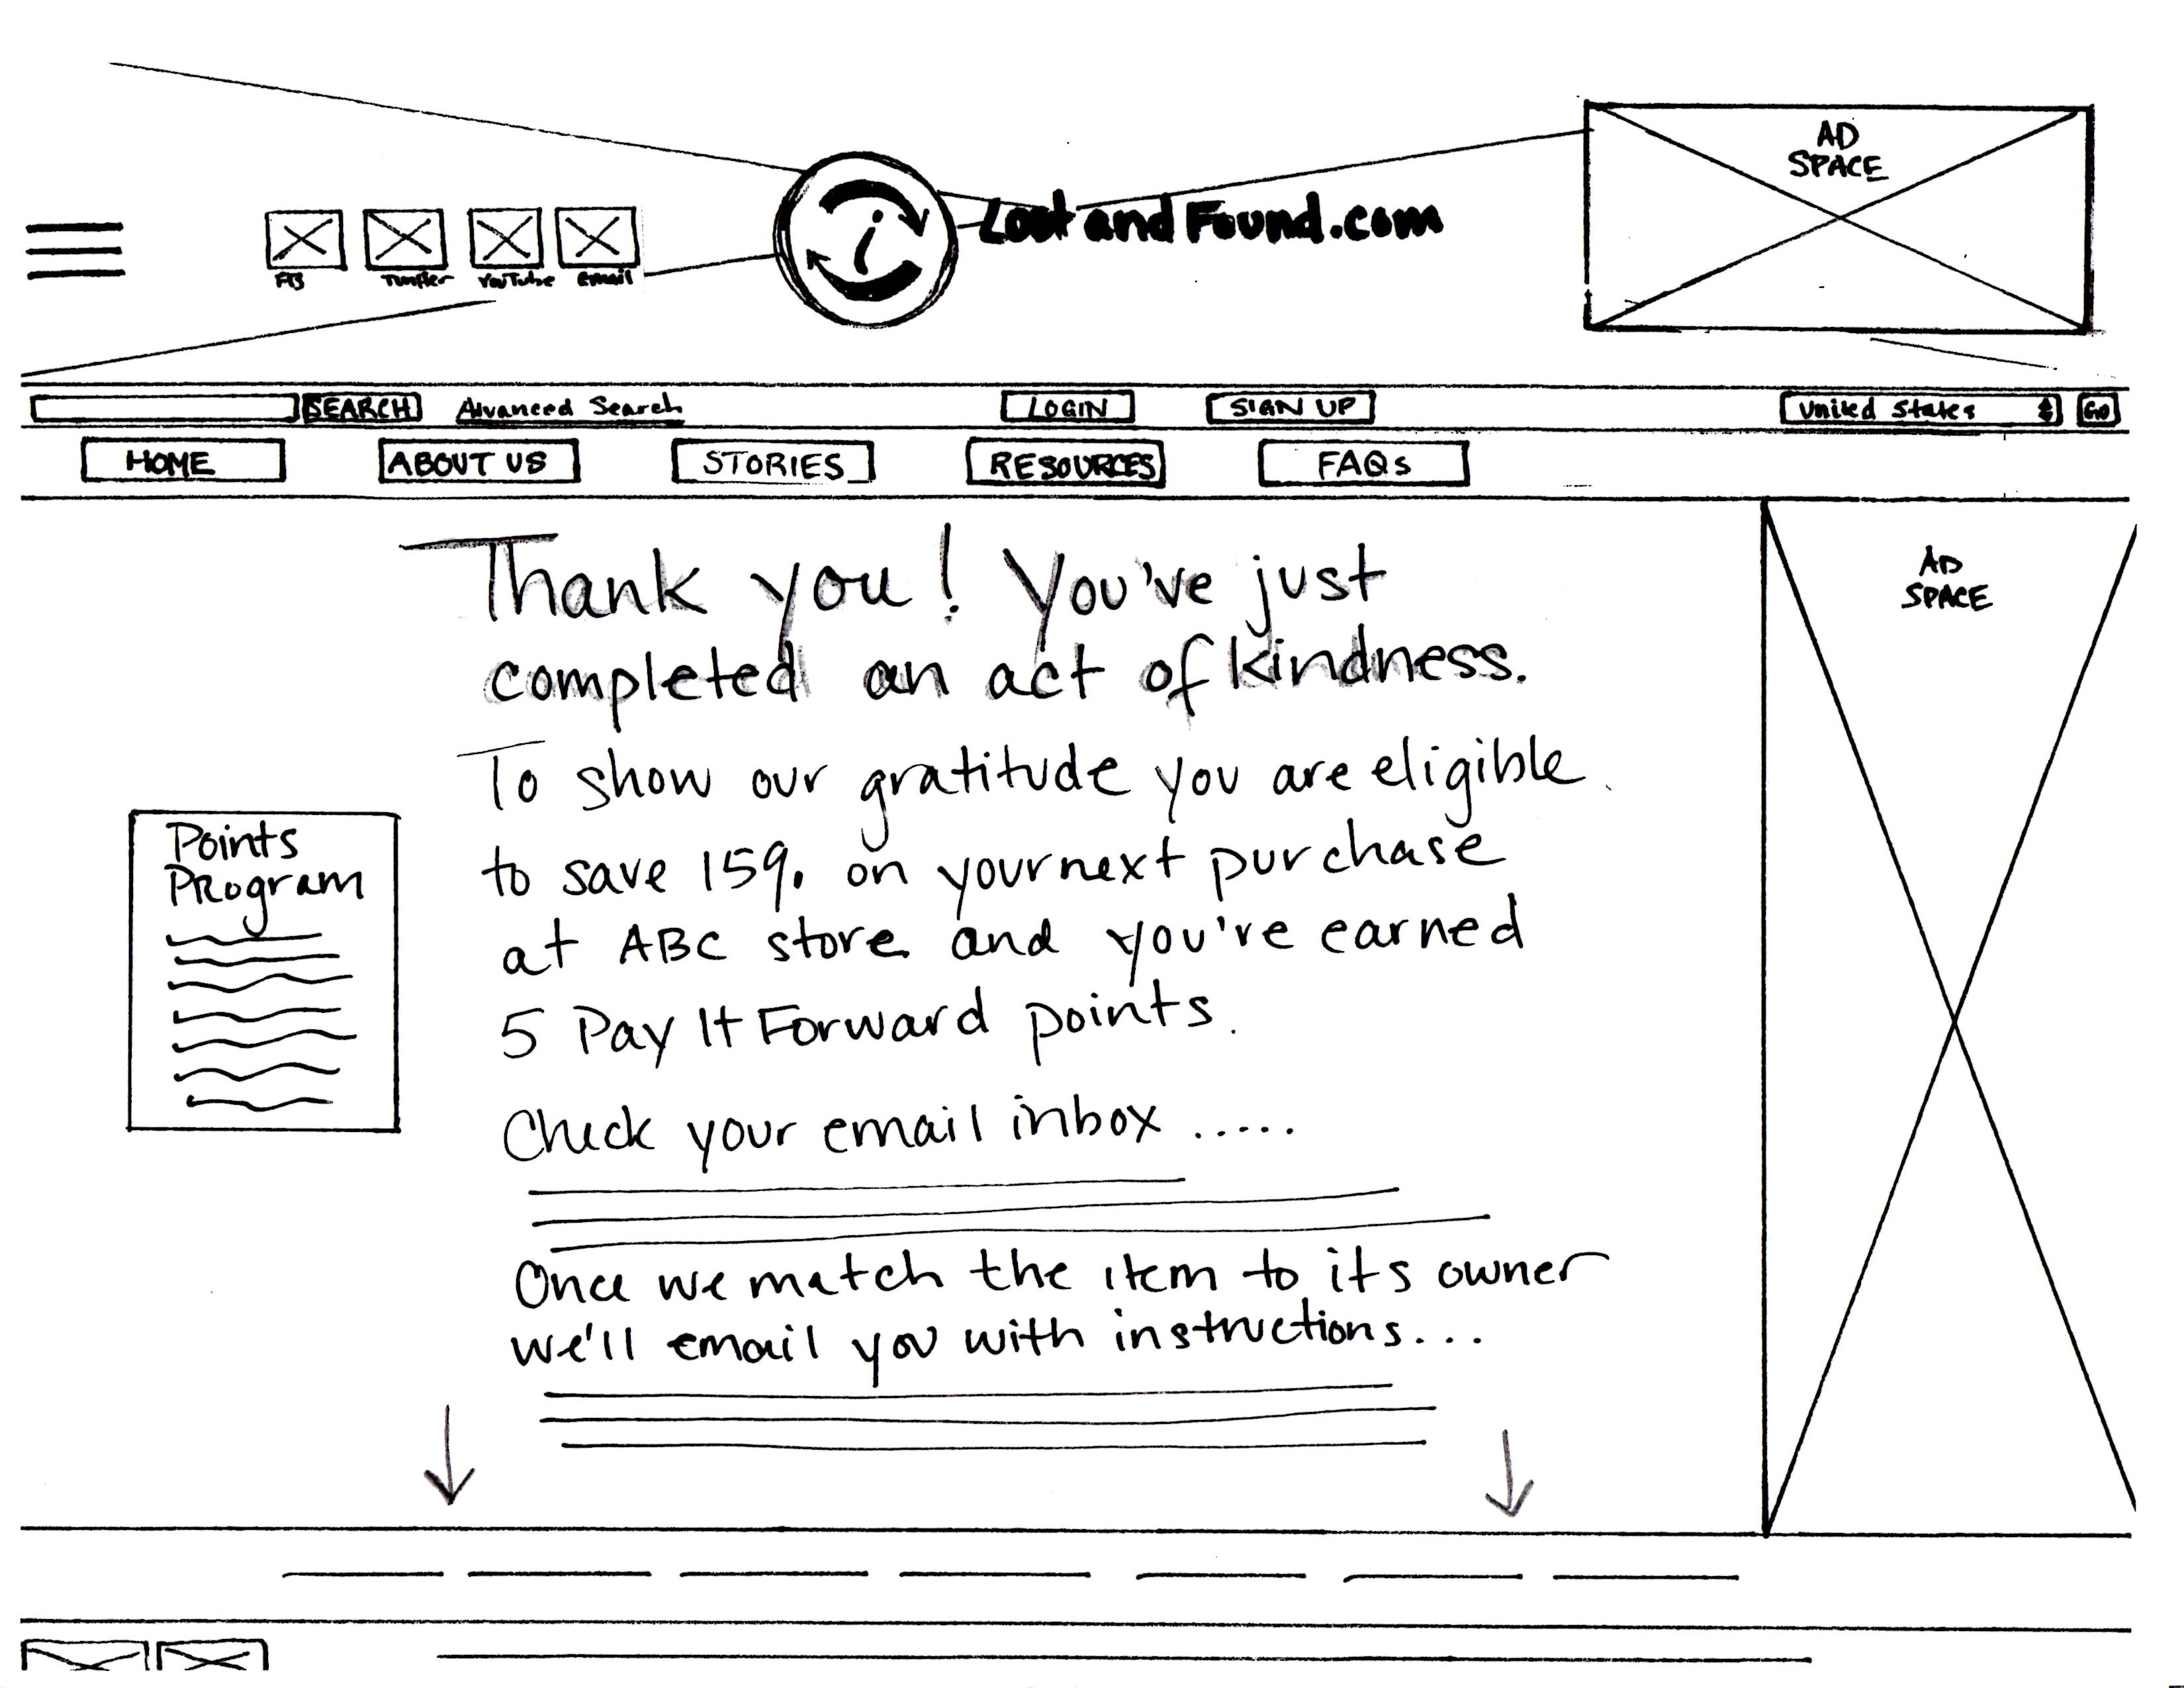 AD
SPACE
i
LostandFound.com
FB Twitter YouTube Email
SEARCH Advanced Search LOGIN SIGN UP United States GO
HOME ABOUT US STORIES RESOURCES FAQs
AD
SPACE
Thank you! You've just
completed an act of kindness.
To show our gratitude you are eligible
to save 15%. on your next purchase
at ABC store and you're earned
5 Pay It Forward points.
Points
Program
Check your email inbox .....
Once we match the item to its owner
we'll email you with instructions...